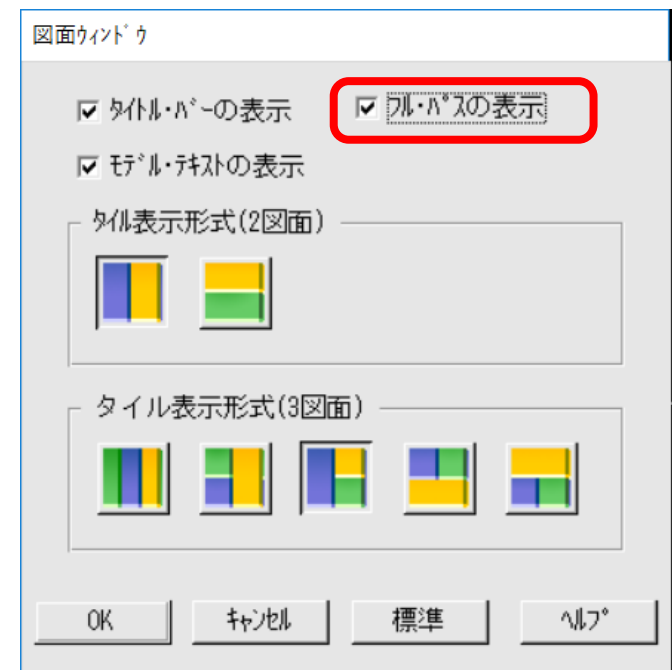 図面ｳｨﾝﾄﾞｳ
ﾀｲﾄﾙ・ﾊﾞｰの表示 ﾌﾙ・ﾊﾟｽの表示
ﾓﾃﾞﾙ・ﾃｷｽﾄの表示
ﾀｲﾙ表示形式(2図面)
タイル表示形式(3図面)
OK ｷｬﾝｾﾙ 標準 ﾍﾙﾌﾟ